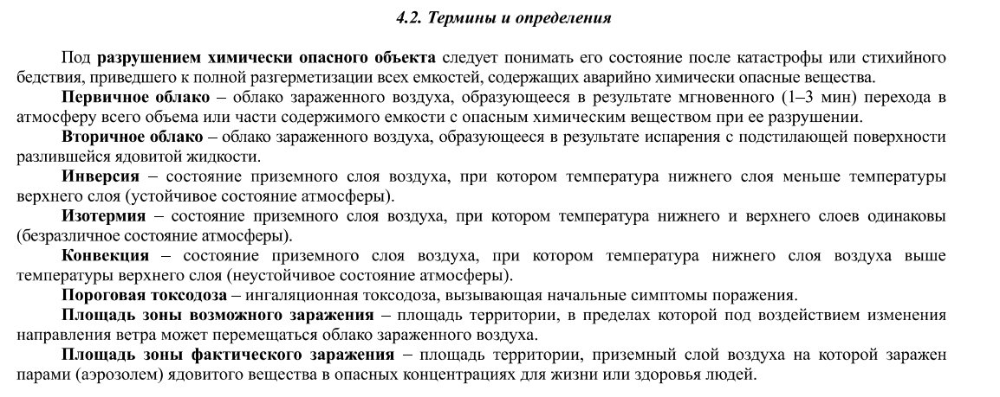 4.2. Термины и определения
Под разрушением химически опасного объекта следует понимать его состояние после катастрофы или стихийного
бедствия, приведшего к полной разгерметизации всех емкостей, содержащих аварийно химически опасные вещества.
Первичное облако – облако зараженного воздуха, образующееся в результате мгновенного (1–3 мин) перехода в
атмосферу всего объема или части содержимого емкости с опасным химическим веществом при ее разрушении.
Вторичное облако – облако зараженного воздуха, образующееся в результате испарения с подстилающей поверхности
разлившейся ядовитой жидкости.
Инверсия – состояние приземного слоя воздуха, при котором температура нижнего слоя меньше температуры
верхнего слоя (устойчивое состояние атмосферы).
Изотермия – состояние приземного слоя воздуха, при котором температура нижнего и верхнего слоев одинаковы
(безразличное состояние атмосферы).
Конвекция – состояние приземного слоя воздуха, при котором температура нижнего слоя воздуха выше
температуры верхнего слоя (неустойчивое состояние атмосферы).
Пороговая токсодоза – ингаляционная токсодоза, вызывающая начальные симптомы поражения.
Площадь зоны возможного заражения – площадь территории, в пределах которой под воздействием изменения
направления ветра может перемещаться облако зараженного воздуха.
Площадь зоны фактического заражения – площадь территории, приземный слой воздуха на которой заражен
парами (аэрозолем) ядовитого вещества в опасных концентрациях для жизни или здоровья людей.